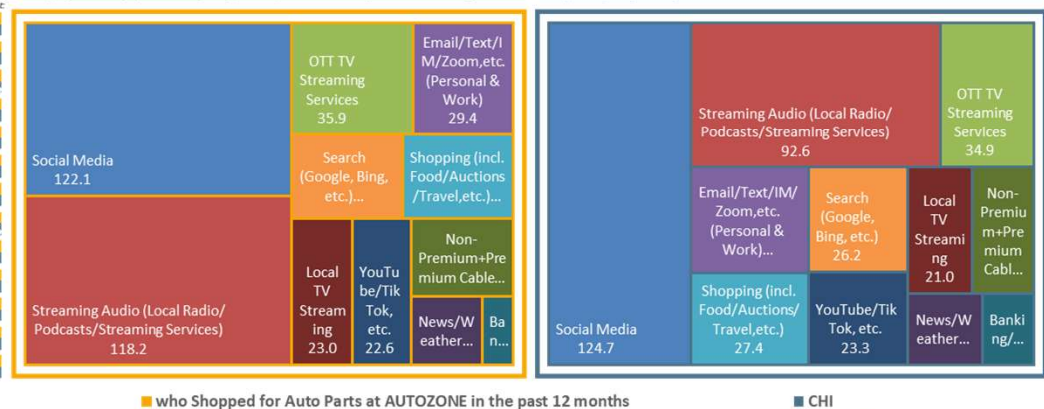 Social Media
122.1
Streaming Audio (Local Radio/
Podcasts/Streaming Services)
118.2
OTT TV
Streaming
Services
35.9
Email/Text/I
M/Zoom,etc.
(Personal &
Work)
29.4
Search
(Google, Bing,
etc.)...
Shopping (incl.
Food/Auctions
/Travel,etc.)...
Local
TV
Stream
ing
23.0
YouTu
be/Tik
Tok,
etc.
22.6
Non-
Premium+Pre
mium Cable...
News/W
eather...
Ba
n...
Social Media
124.7
Streaming Audio (Local Radio/
Podcasts/Streaming Services)
92.6
OTT TV
Streaming
Services
34.9
Email/Text/IM/
Zoom,etc.
(Personal &
Work)...
Search
(Google,
Bing, etc.)
26.2
Local
TV
Streami
ng
21.0
Non-
Premiu
m+Pre
mium
Cabl...
Shopping (incl.
Food/Auctions/
Travel,etc.)
27.4
YouTube/Tik
Tok, etc.
23.3
News/W
eather...
Banki
ng/...
who Shopped for Auto Parts at AUTOZONE in the past 12 months
CHI